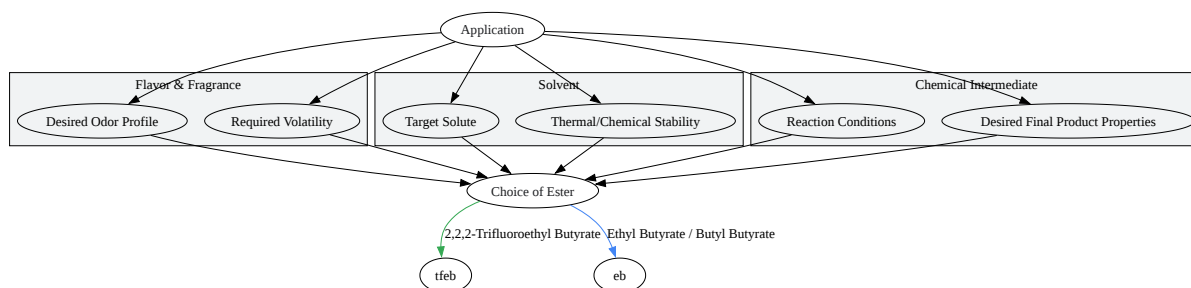 Application
Flavor & Fragrance
Solvent
Chemical Intermediate
Desired Odor Profile
Required Volatility
Target Solute
Thermal/Chemical Stability
Reaction Conditions
Desired Final Product Properties
Choice of Ester
2,2,2-Trifluoroethyl Butyrate
Ethyl Butyrate / Butyl Butyrate
tfeb
eb